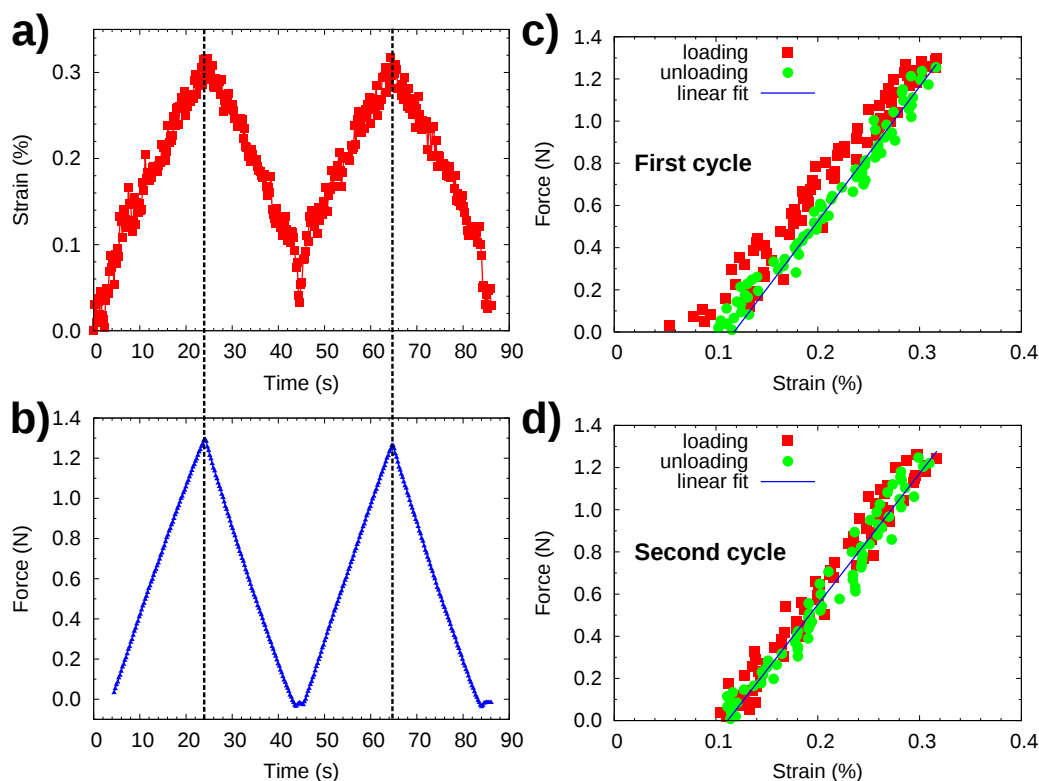 a)
Strain (%)
0.3
0.2
0.1
0.0
0 10 20 30 40 50 60 70 80 90
Time (s)
b)
Force (N)
1.4
1.2
1.0
0.8
0.6
0.4
0.2
0.0
0 10 20 30 40 50 60 70 80 90
Time (s)
c)
Force (N)
1.4
1.2
1.0
0.8
0.6
0.4
0.2
0.0
loading
unloading
linear fit
First cycle
0 0.1 0.2 0.3 0.4
Strain (%)
d)
Force (N)
1.4
1.2
1.0
0.8
0.6
0.4
0.2
0.0
loading
unloading
linear fit
Second cycle
0 0.1 0.2 0.3 0.4
Strain (%)